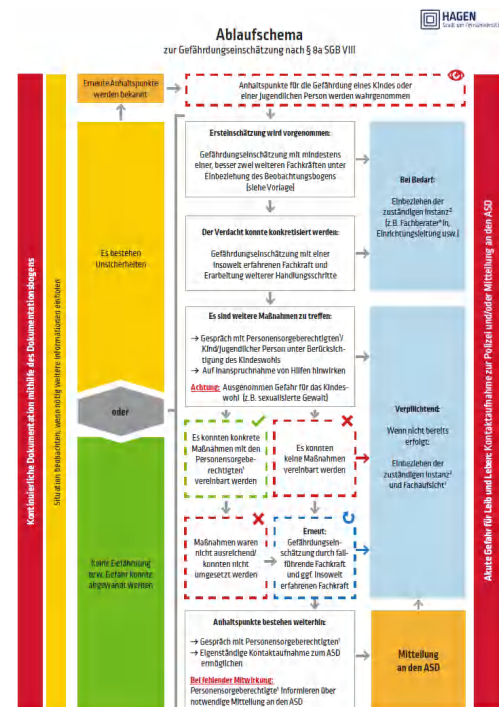 HAGEN
Stadt der FernUniversität
Ablaufschema
zur Gefährdungseinschätzung nach § 8a SGB VIII
Kontinuierliche Dokumentation mithilfe des Dokumentationsbogens
Situation beobachten, wenn nötig weitere Informationen einholen
Erneute Anhaltspunkte
werden bekannt
Anhaltspunkte für die Gefährdung eines Kindes oder
einer jugendlichen Person werden wahrgenommen
Es bestehen
Unsicherheiten
oder
Keine Gefährdung
bzw. Gefahr konnte
abgewandt werden
Ersteinschätzung wird vorgenommen:
Gefährdungseinschätzung mit mindestens
einer, besser zwei weiteren Fachkräften unter
Einbeziehung des Beobachtungsbogens
(siehe Vorlage)
Der Verdacht konnte konkretisiert werden:
Gefährdungseinschätzung mit einer
Insoweit erfahrenen Fachkraft und
Erarbeitung weiterer Handlungsschritte
Bei Bedarf:
Einbeziehen der
zuständigen Instanz²
(z.B. Fachberater*in,
Einrichtungsleitung usw.)
Es sind weitere Maßnahmen zu treffen:
→ Gespräch mit Personensorgeberechtigten¹/
Kind/jugendlicher Person unter Berücksich-
tigung des Kindeswohls
→ Auf Inanspruchnahme von Hilfen hinwirken
Achtung: Ausgenommen Gefahr für das Kindes-
wohl (z.B. sexualisierte Gewalt)
Es konnten konkrete
Maßnahmen mit den
Personensorgebe-
rechtigten¹
vereinbart werden
Es konnten
keine Maßnahmen
vereinbart werden
Verpflichtend:
Wenn nicht bereits
erfolgt:
Einbeziehen der
zuständigen Instanz²
und Fachaufsicht
Maßnahmen waren
nicht ausreichend/
konnten nicht
umgesetzt werden
Erneut:
Gefährdungsein-
schätzung durch fall-
führende Fachkraft
und ggf. Insoweit
erfahrenen Fachkraft
Anhaltspunkte bestehen weiterhin:
→ Gespräch mit Personensorgeberechtigten¹
→ Eigenständige Kontaktaufnahme zum ASD
ermöglichen
Bei fehlender Mitwirkung:
Personensorgeberechtigte¹ Informieren über
notwendige Mitteilung an den ASD
Mitteilung
an den ASD
Akute Gefahr für Leib und Leben: Kontaktaufnahme zur Polizei und/oder Mitteilung an den ASD